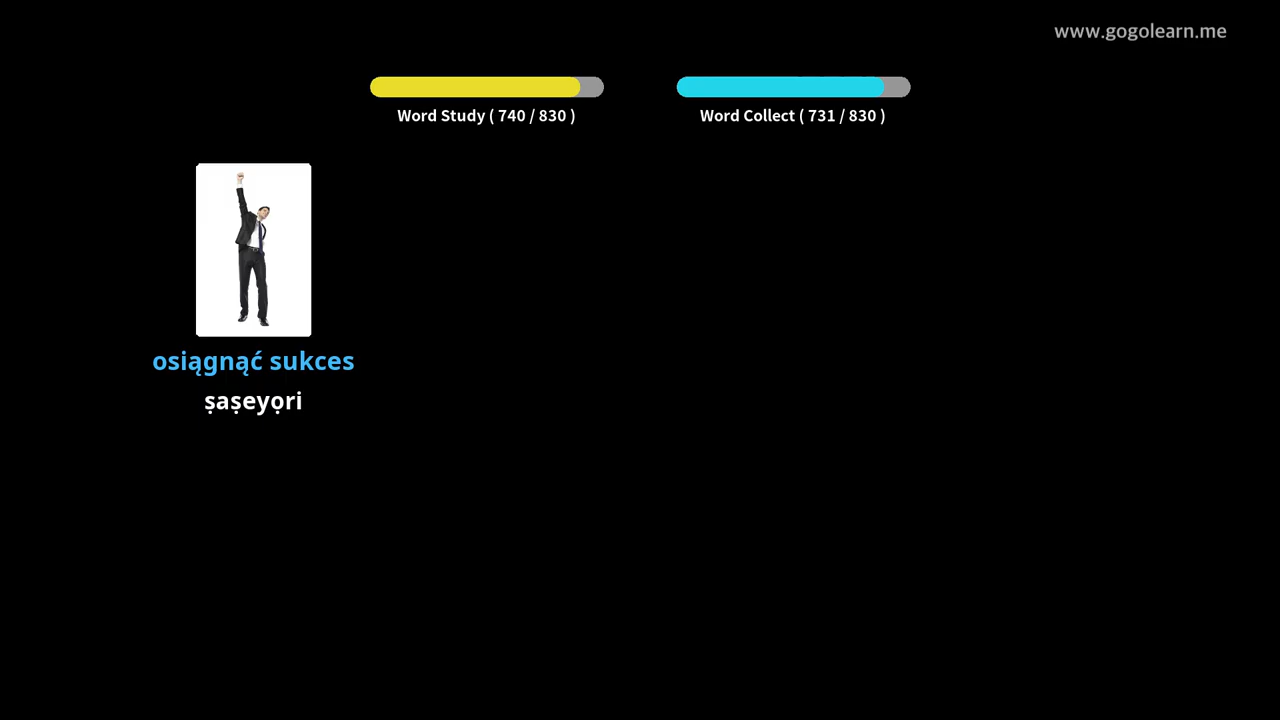 www.gogolearn.me
Word Study ( 740 / 830 )
Word Collect ( 731 / 830 )
osiągnąć sukces
ṣaṣeyọri